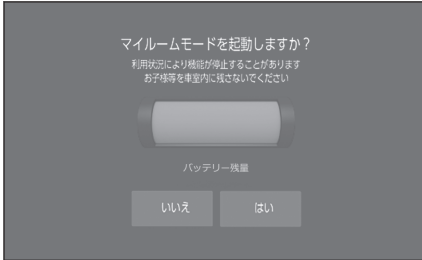 マイルームモードを起動しますか？
利用状況により機能が停止することがあります
お子様等を車室内に残さないでください
バッテリー残量
いいえ
はい